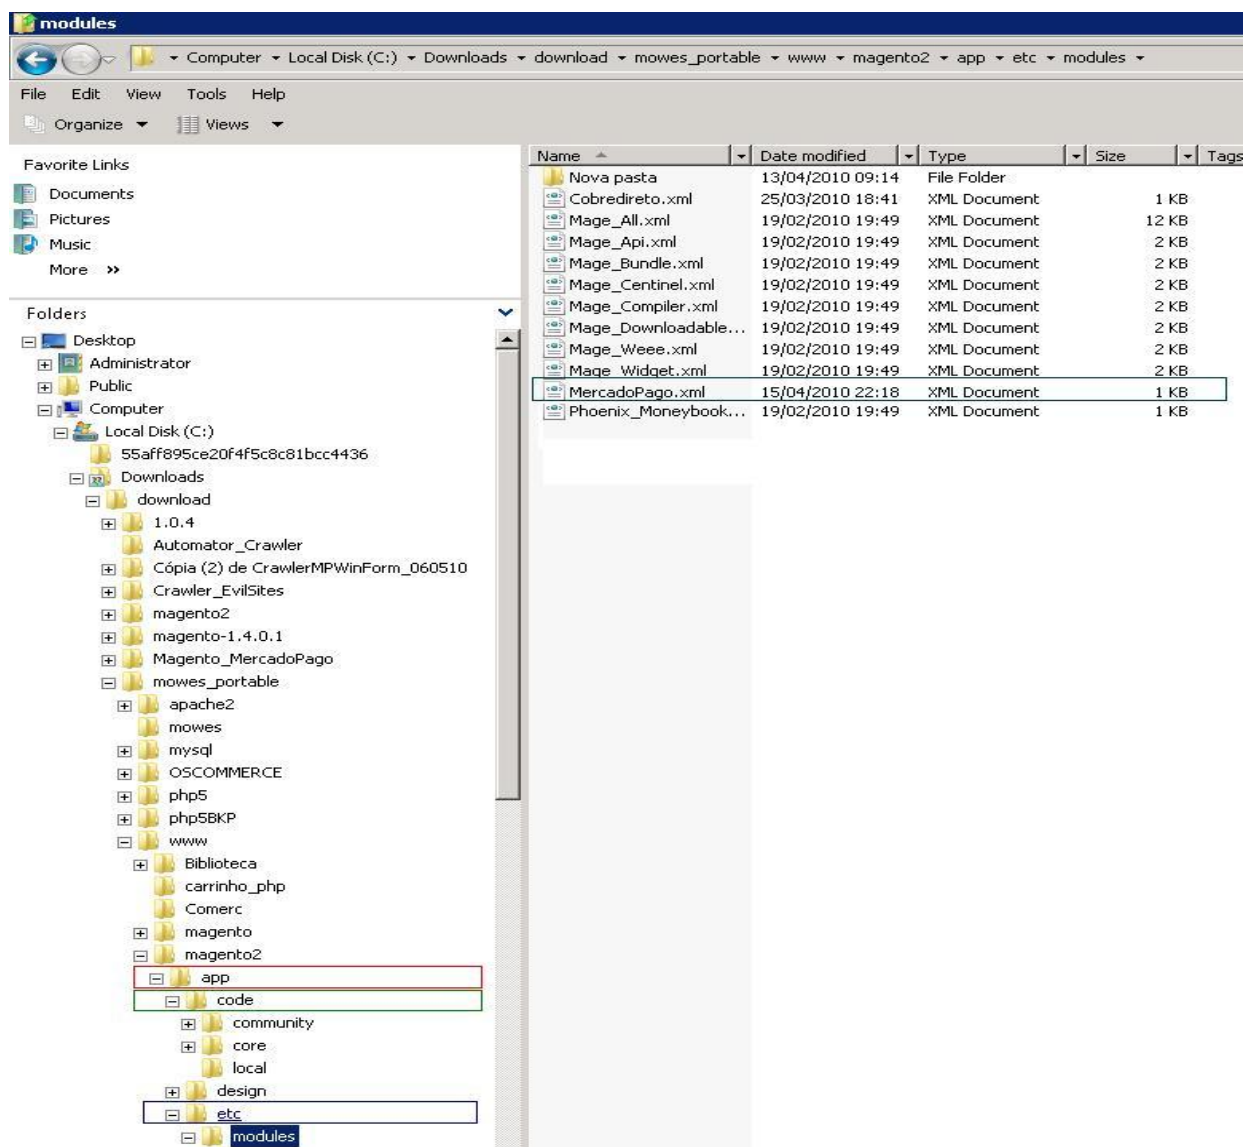 modules
Computer Local Disk (C:) Downloads download mowes_portable www magento2 app etc modules
File Edit View Tools Help
Organize Views
Favorite Links
Documents
Pictures
Music
More »
Folders
Desktop
Administrator
Public
Computer
Local Disk (C:)
55aff895ce20f4f5c8c81bcc4436
Downloads
download
1.0.4
Automator_Crawler
Cópia (2) de CrawlerMPWinForm_060510
Crawler_EvilSites
magento2
magento-1.4.0.1
Magento_MercadoPago
mowes_portable
apache2
mowes
mysql
OSCOMMERCE
php5
php5BKP
www
Biblioteca
carrinho_php
Comerc
magento
magento2
app
code
community
core
local
design
etc
modules
Name Date modified Type Size Tags
Nova pasta 13/04/2010 09:14 File Folder
Cobredireto.xml 25/03/2010 18:41 XML Document 1 KB
Mage_All.xml 19/02/2010 19:49 XML Document 12 KB
Mage_Api.xml 19/02/2010 19:49 XML Document 2 KB
Mage_Bundle.xml 19/02/2010 19:49 XML Document 2 KB
Mage_Centinel.xml 19/02/2010 19:49 XML Document 2 KB
Mage_Compiler.xml 19/02/2010 19:49 XML Document 2 KB
Mage_Downloadable... 19/02/2010 19:49 XML Document 2 KB
Mage_Weee.xml 19/02/2010 19:49 XML Document 2 KB
Mage_Widget.xml 19/02/2010 19:49 XML Document 2 KB
MercadoPago.xml 15/04/2010 22:18 XML Document 1 KB
Phoenix_Moneybook... 19/02/2010 19:49 XML Document 1 KB